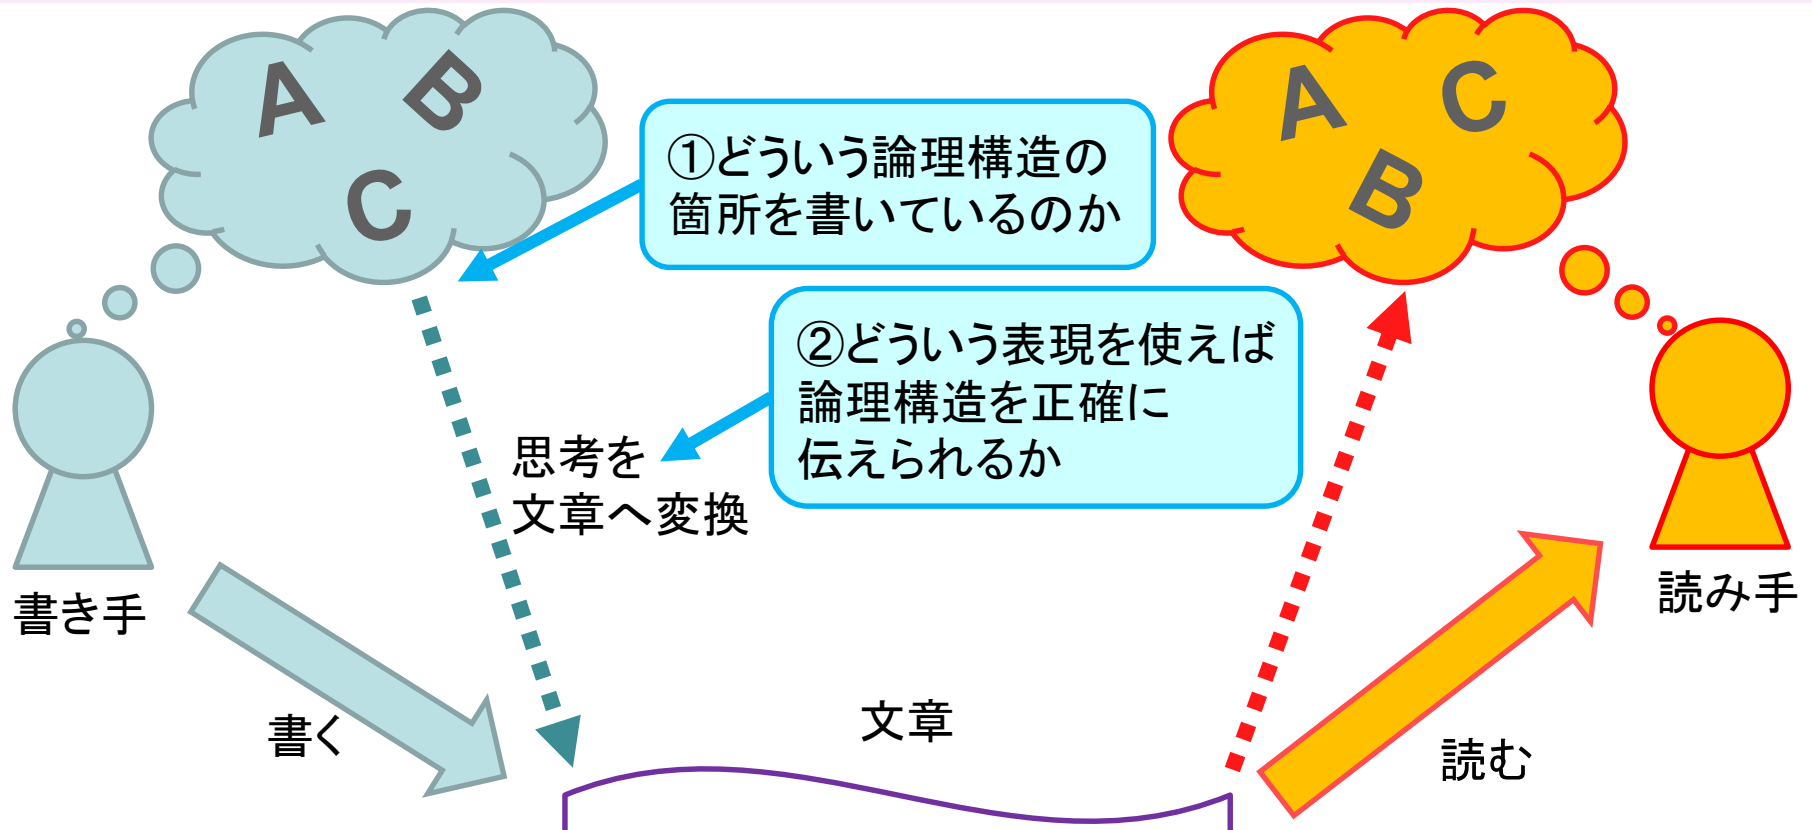 A
B
C
A
C
B
①どういう論理構造の
箇所を書いているのか
②どういう表現を使えば
論理構造を正確に
伝えられるか
思考を
文章へ変換
書き手
読み手
書く
文章
読む